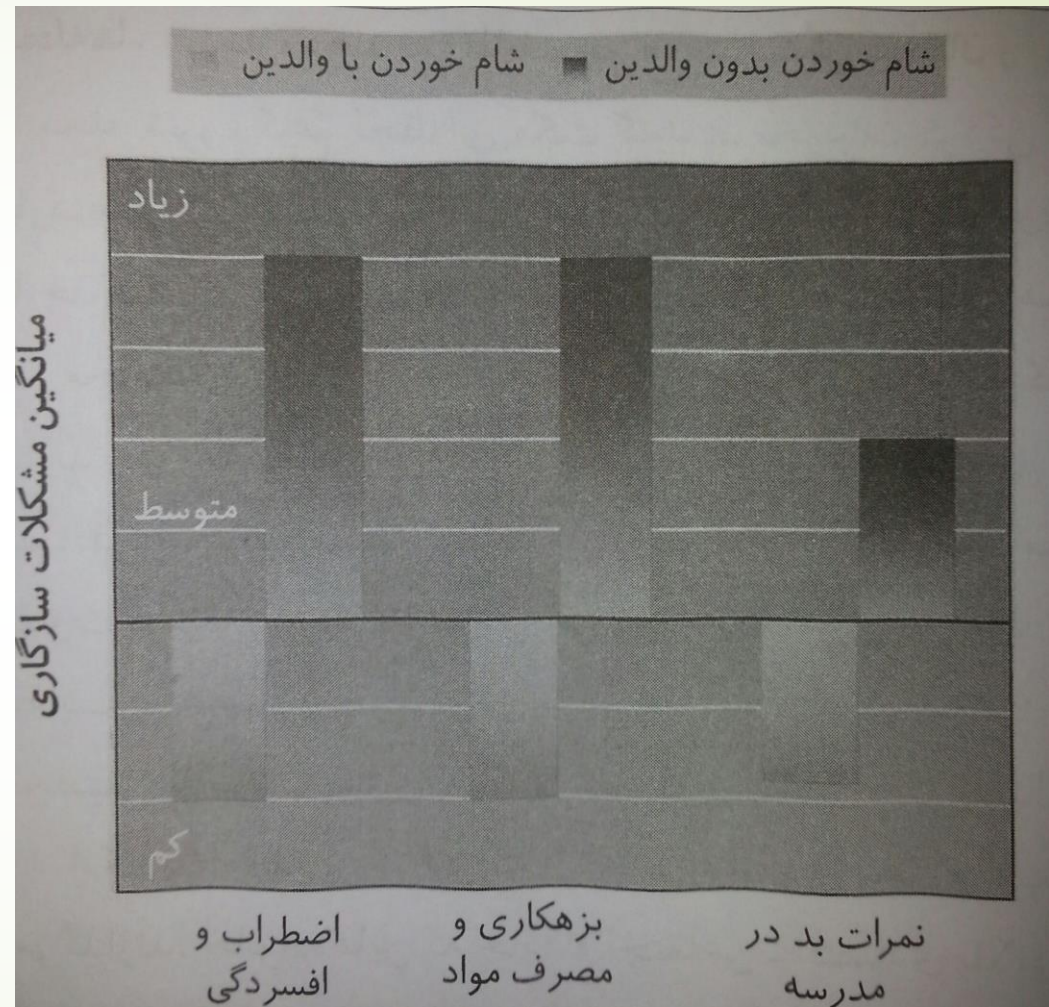 شام خوردن بدون والدین شام خوردن با والدین
زیاد
متوسط
کم
میانگین مشکلات سازگاری
اضطراب و
افسردگی
بزهکاری و
مصرف مواد
نمرات بد در
مدرسه